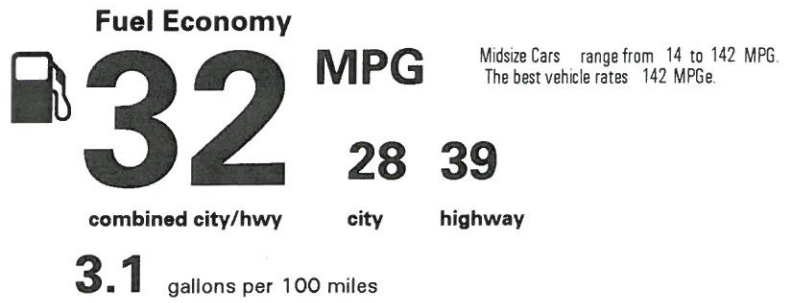 Fuel Economy
32 MPG
Midsize Cars range from 14 to 142 MPG.
The best vehicle rates 142 MPGe.
28 39
combined city/hwy city highway
3.1 gallons per 100 miles